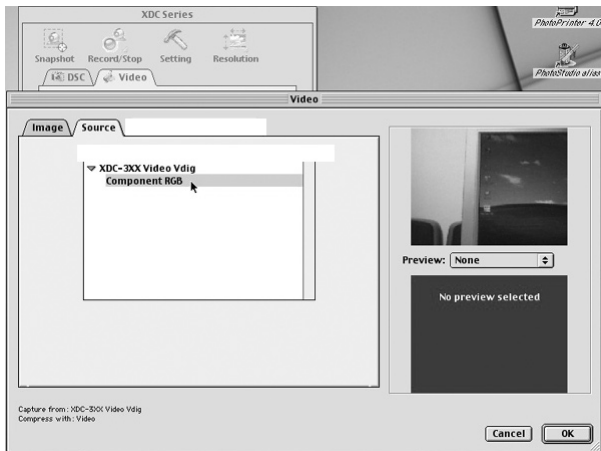 XDC Series
PhotoPrinter 4.0
Snapshot Record/Stop Setting Resolution
PhotoStudio alias
DSC Video
Video
Image Source
XDC-3XX Video Vdig
Component RGB
Preview: None
No preview selected
Capture from: XDC-3XX Video Vdig
Compress with: Video
Cancel OK